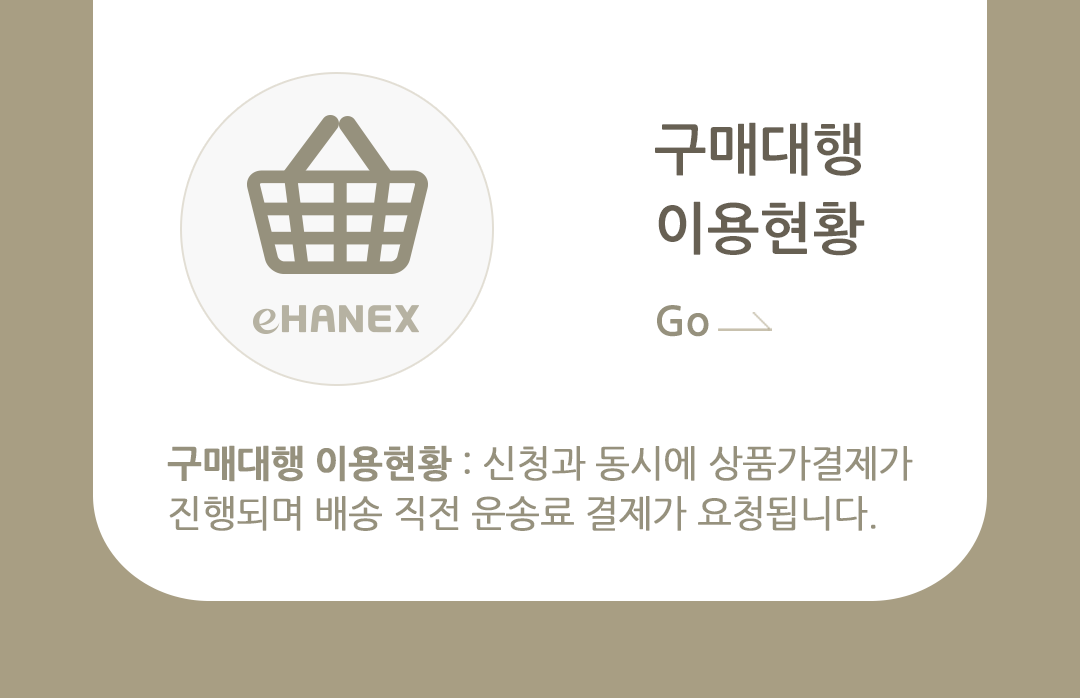 eHANEX
구매대행
이용현황
Go
구매대행 이용현황 : 신청과 동시에 상품가결제가
진행되며 배송 직전 운송료 결제가 요청됩니다.